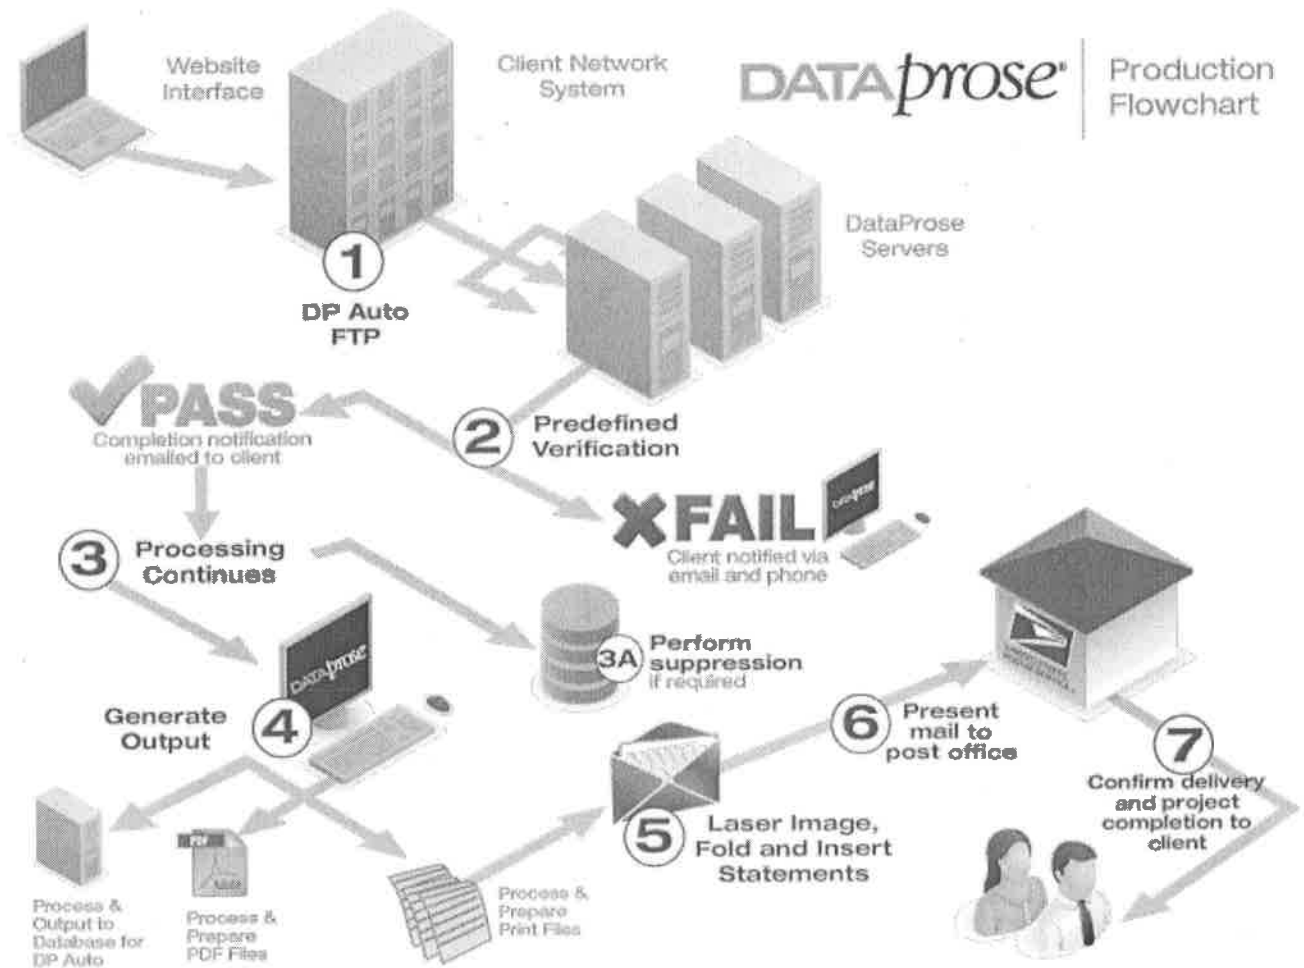 Website
Interface
Client Network
System
DATAprose®
Production
Flowchart
DataProse
Servers
1
DP Auto
FTP
PASS
Completion notification
emailed to client
2
Predefined
Verification
FAIL
Client notified via
email and phone
DATAprose
3
Processing
Continues
3A
Perform
suppression
if required
DATAprose
4
Generate
Output
5
Laser Image,
Fold and Insert
Statements
6
Present
mail to
post office
7
Confirm delivery
and project
completion to
client
Process &
Output to
Database for
DP Auto
PDF
Process &
Prepare
PDF Files
Process &
Prepare
Print Files